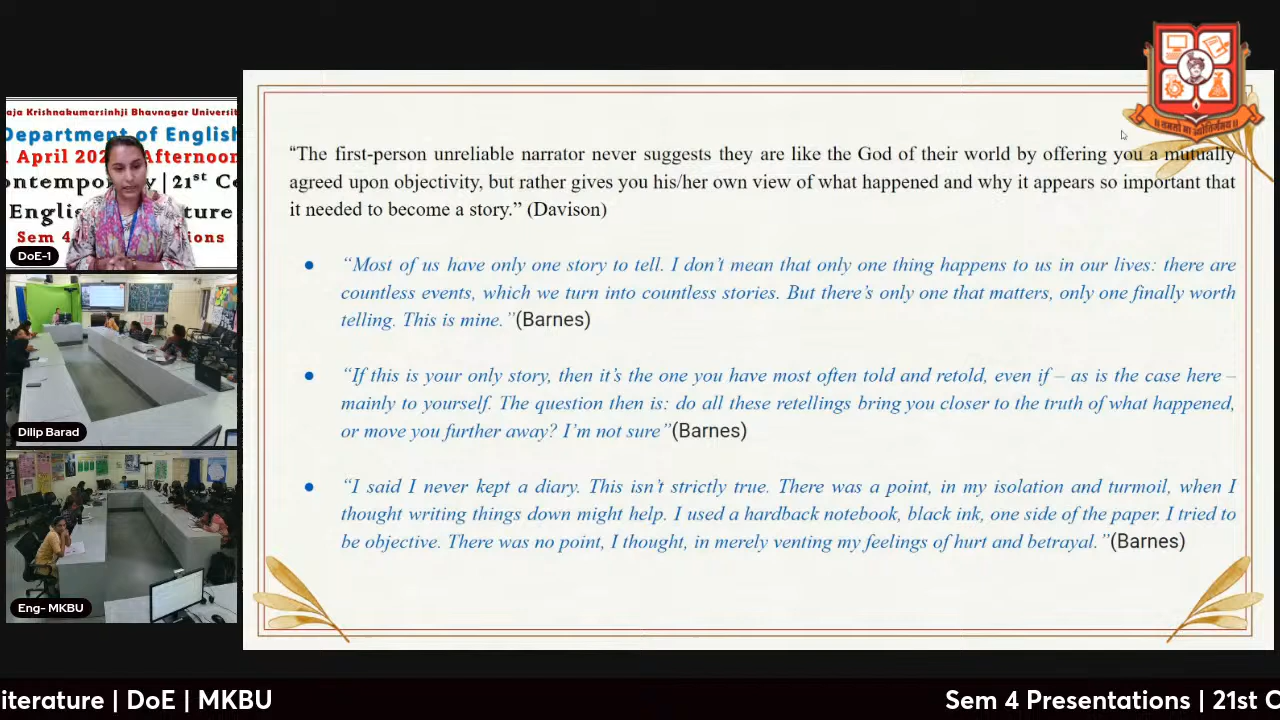 aja Krishnakumarsinhji Bhavnagar Universit
Department of English
April 202 Afternoon
ontempo y | 21st Ce
Engli ture
Sem 4 ions
DoE-1
Dilip Barad
Eng- MKBU
“The first-person unreliable narrator never suggests they are like the God of their world by offering you a mutually
agreed upon objectivity, but rather gives you his/her own view of what happened and why it appears so important that
it needed to become a story.” (Davison)
● “Most of us have only one story to tell. I don’t mean that only one thing happens to us in our lives: there are
countless events, which we turn into countless stories. But there’s only one that matters, only one finally worth
telling. This is mine.”(Barnes)
● “If this is your only story, then it’s the one you have most often told and retold, even if – as is the case here –
mainly to yourself. The question then is: do all these retellings bring you closer to the truth of what happened,
or move you further away? I’m not sure”(Barnes)
● “I said I never kept a diary. This isn’t strictly true. There was a point, in my isolation and turmoil, when I
thought writing things down might help. I used a hardback notebook, black ink, one side of the paper. I tried to
be objective. There was no point, I thought, in merely venting my feelings of hurt and betrayal.”(Barnes)
iterature | DoE | MKBU
Sem 4 Presentations | 21st C